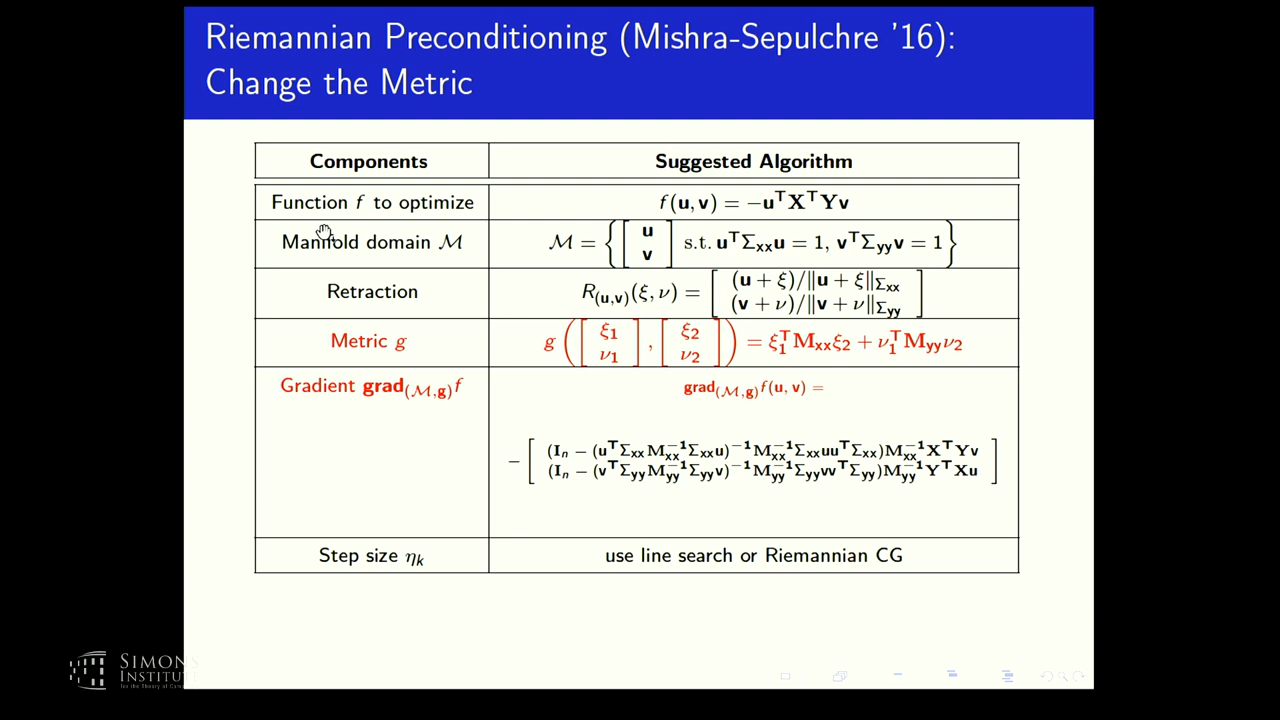 Riemannian Preconditioning (Mishra-Sepulchre '16):
Change the Metric
Components Suggested Algorithm
Function f to optimize f(u, v) = −uᵀXᵀYv
Manifold domain ℳ ℳ = { [ u v ] s.t. uᵀΣxxu = 1, vᵀΣyyv = 1 }
Retraction R(u,v)(ξ, ν) = [ (u + ξ)/‖u + ξ‖Σxx
(v + ν)/‖v + ν‖Σyy ]
Metric g g ( [ ξ₁ ν₁ ] , [ ξ₂ ν₂ ] ) = ξ₁ᵀMxxξ₂ + ν₁ᵀMyyν₂
Gradient grad(ℳ,g)f grad(ℳ,g)f(u, v) =
− [ (Iₙ − (uᵀΣxxMxx⁻¹Σxxu)⁻¹Mxx⁻¹ΣxxuuᵀΣxx)Mxx⁻¹XᵀYv
(Iₙ − (vᵀΣyyMyy⁻¹Σyyv)⁻¹Myy⁻¹ΣyyvvᵀΣyy)Myy⁻¹YᵀXu ]
Step size ηₖ use line search or Riemannian CG
SIMONS
INSTITUTE